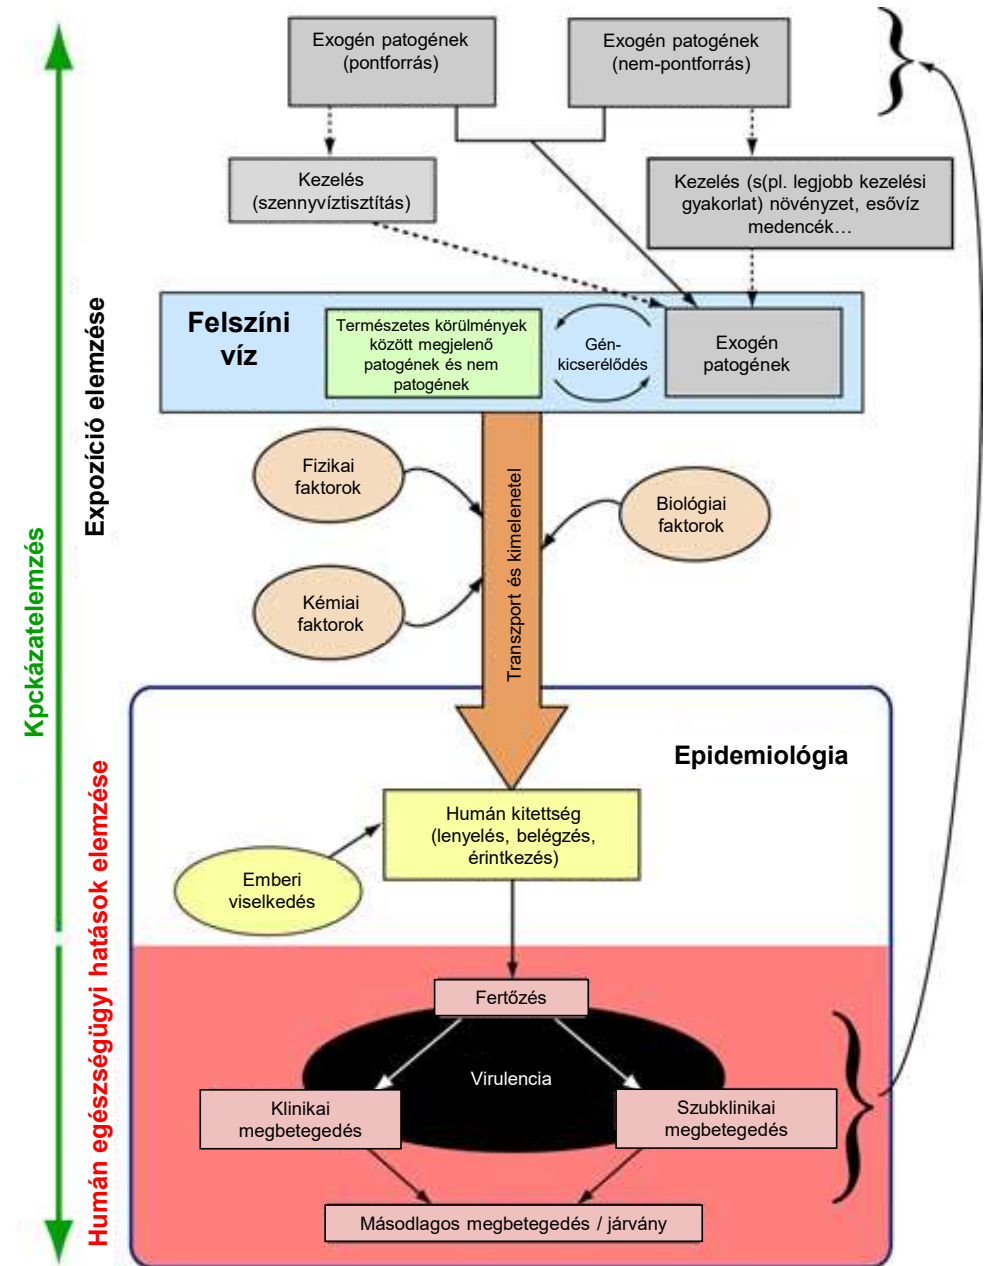 Exogén patogének
(pontforrás)
Exogén patogének
(nem-pontforrás)
Kezelés
(szennyvíztisztítás)
Kezelés (s(pl. legjobb kezelési
gyakorlat) növényzet, esővíz
medencék…
Felszíni
víz
Természetes körülmények
között megjelenő
patogének és nem
patogének
Gén-
kicserélődés
Exogén
patogének
Fizikai
faktorok
Biológiai
faktorok
Kémiai
faktorok
Transzport és kimelenetel
Expozíció elemzése
Kpckázatelemzés
Humán egészségügyi hatások elemzése
Epidemiológia
Humán kitettség
(lenyelés, belégzés,
érintkezés)
Emberi
viselkedés
Fertőzés
Virulencia
Klinikai
megbetegedés
Szubklinikai
megbetegedés
Másodlagos megbetegedés / járvány